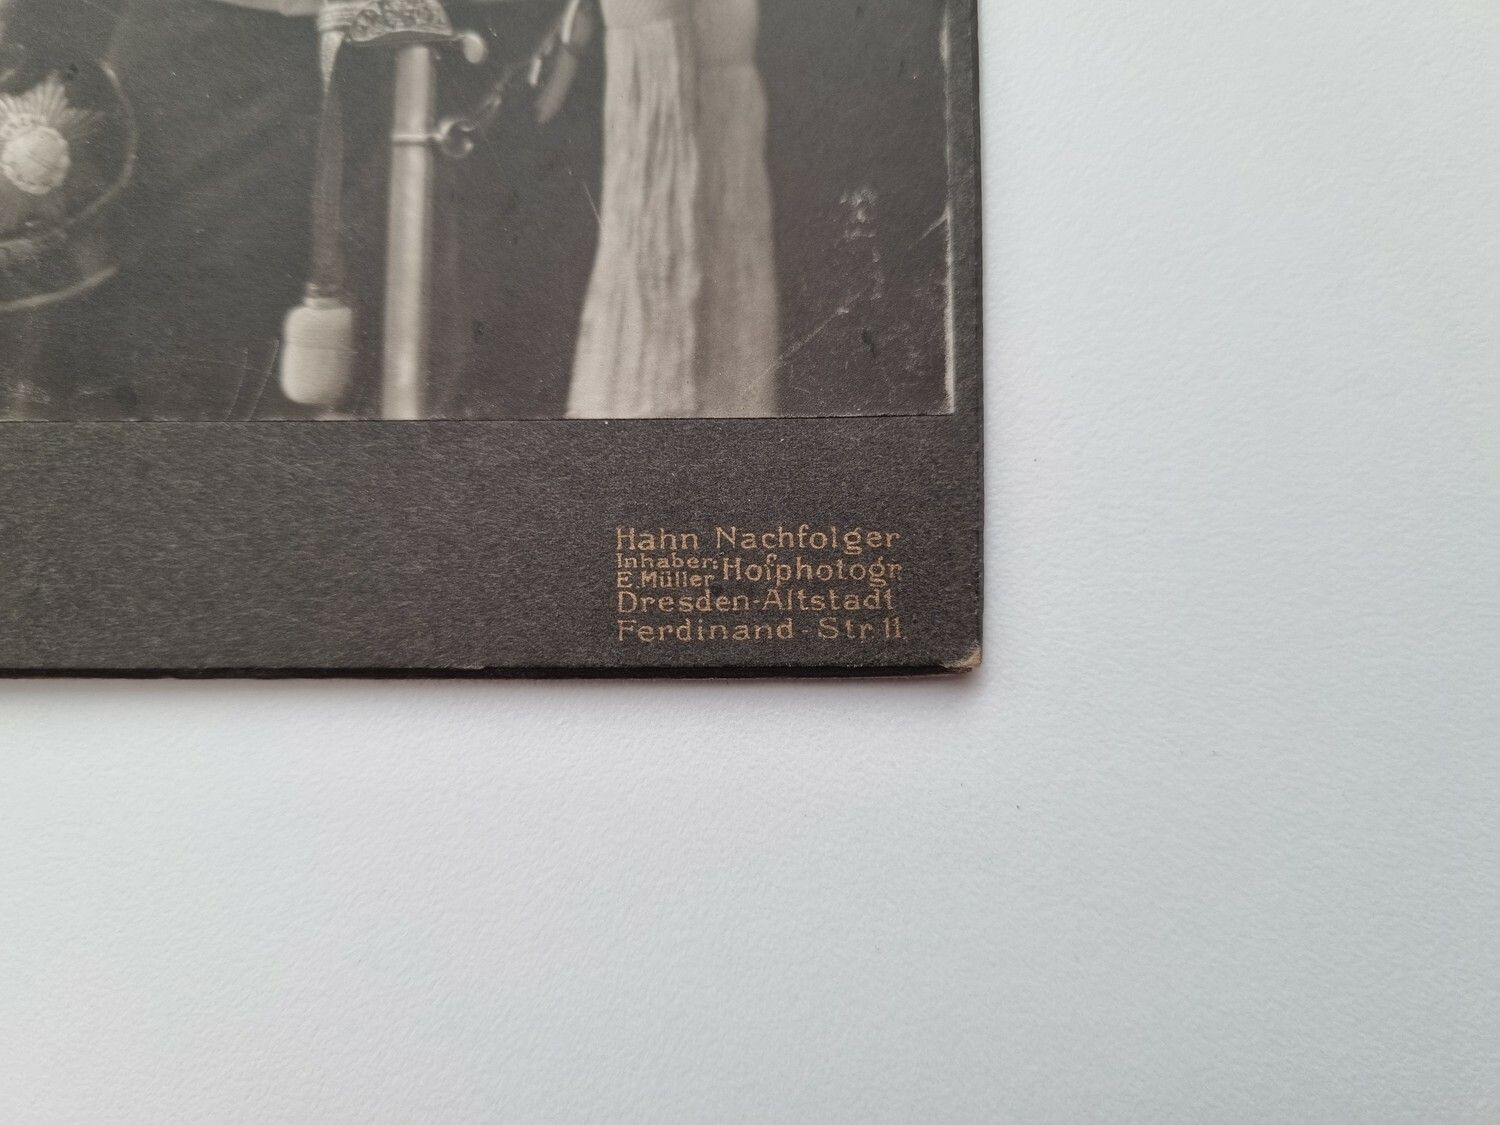 Hahn Nachfolger
Inhaber: E. Müller Hofphotogr.
Dresden-Altstadt
Ferdinand-Str. 11.